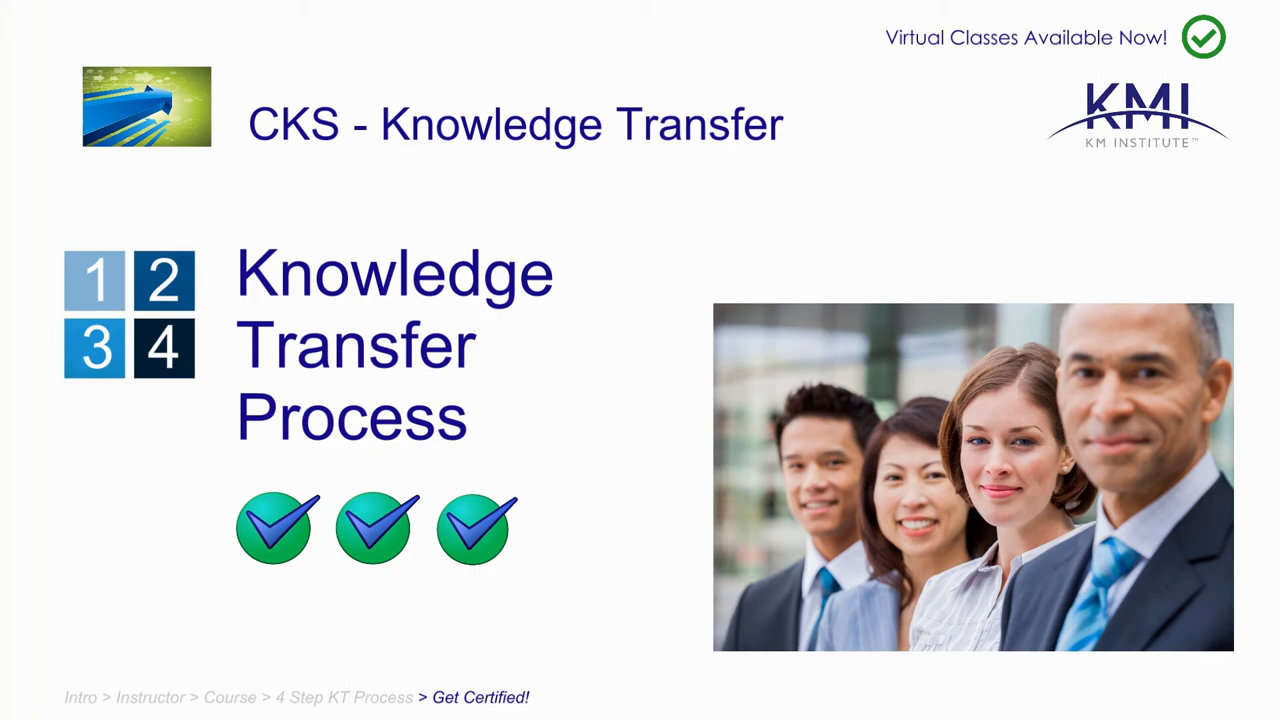 Virtual Classes Available Now!
CKS - Knowledge Transfer
KMI
KM INSTITUTE™
1 2
3 4
Knowledge
Transfer
Process
Intro > Instructor > Course > 4 Step KT Process > Get Certified!